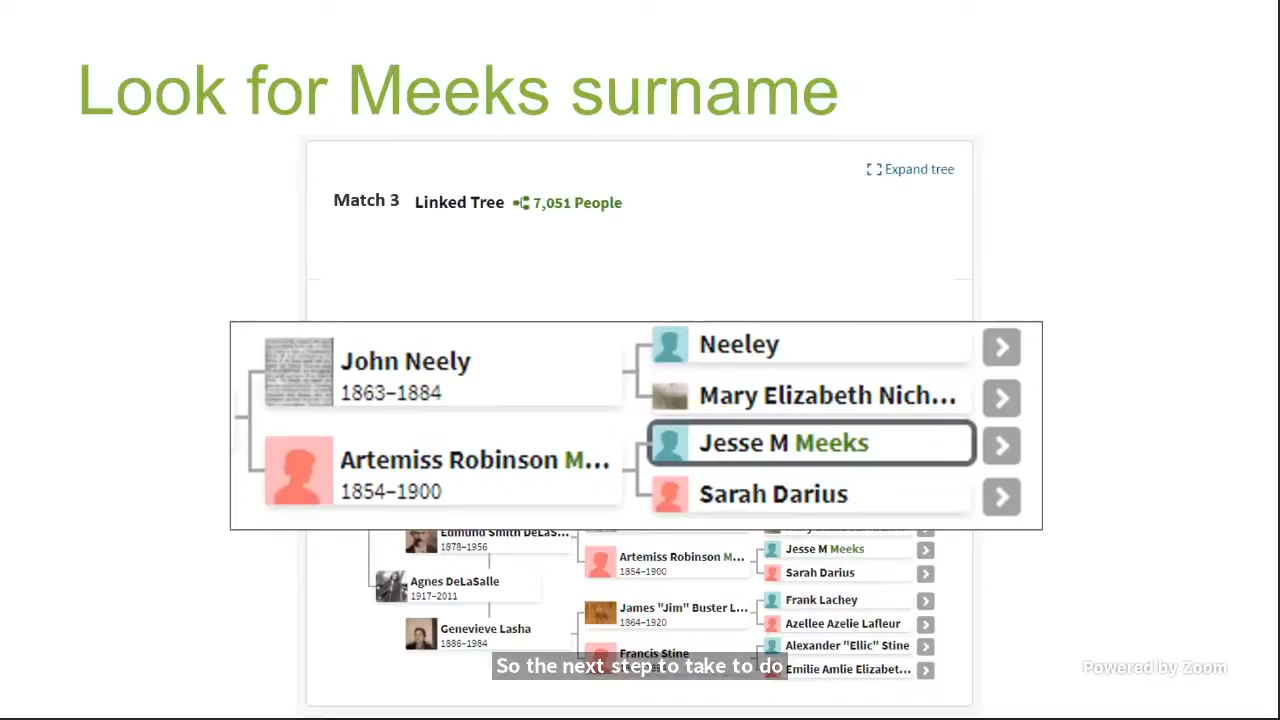 Look for Meeks surname
Expand tree
Match 3 Linked Tree 7,051 People
John Neely
1863–1884
Artemiss Robinson M...
1854–1900
Neeley
Mary Elizabeth Nich...
Jesse M Meeks
Sarah Darius
Edmund Smith DeLaS...
1878–1956
Agnes DeLaSalle
1917–2011
Genevieve Lasha
1886–1984
Artemiss Robinson M...
1854–1900
James "Jim" Buster L...
1864–1920
Francis Stine
Jesse M Meeks
Sarah Darius
Frank Lachey
Azellee Azelie Lafleur
Alexander "Ellic" Stine
Emilie Amlie Elizabet...
So the next step to take to do
Powered by Zoom